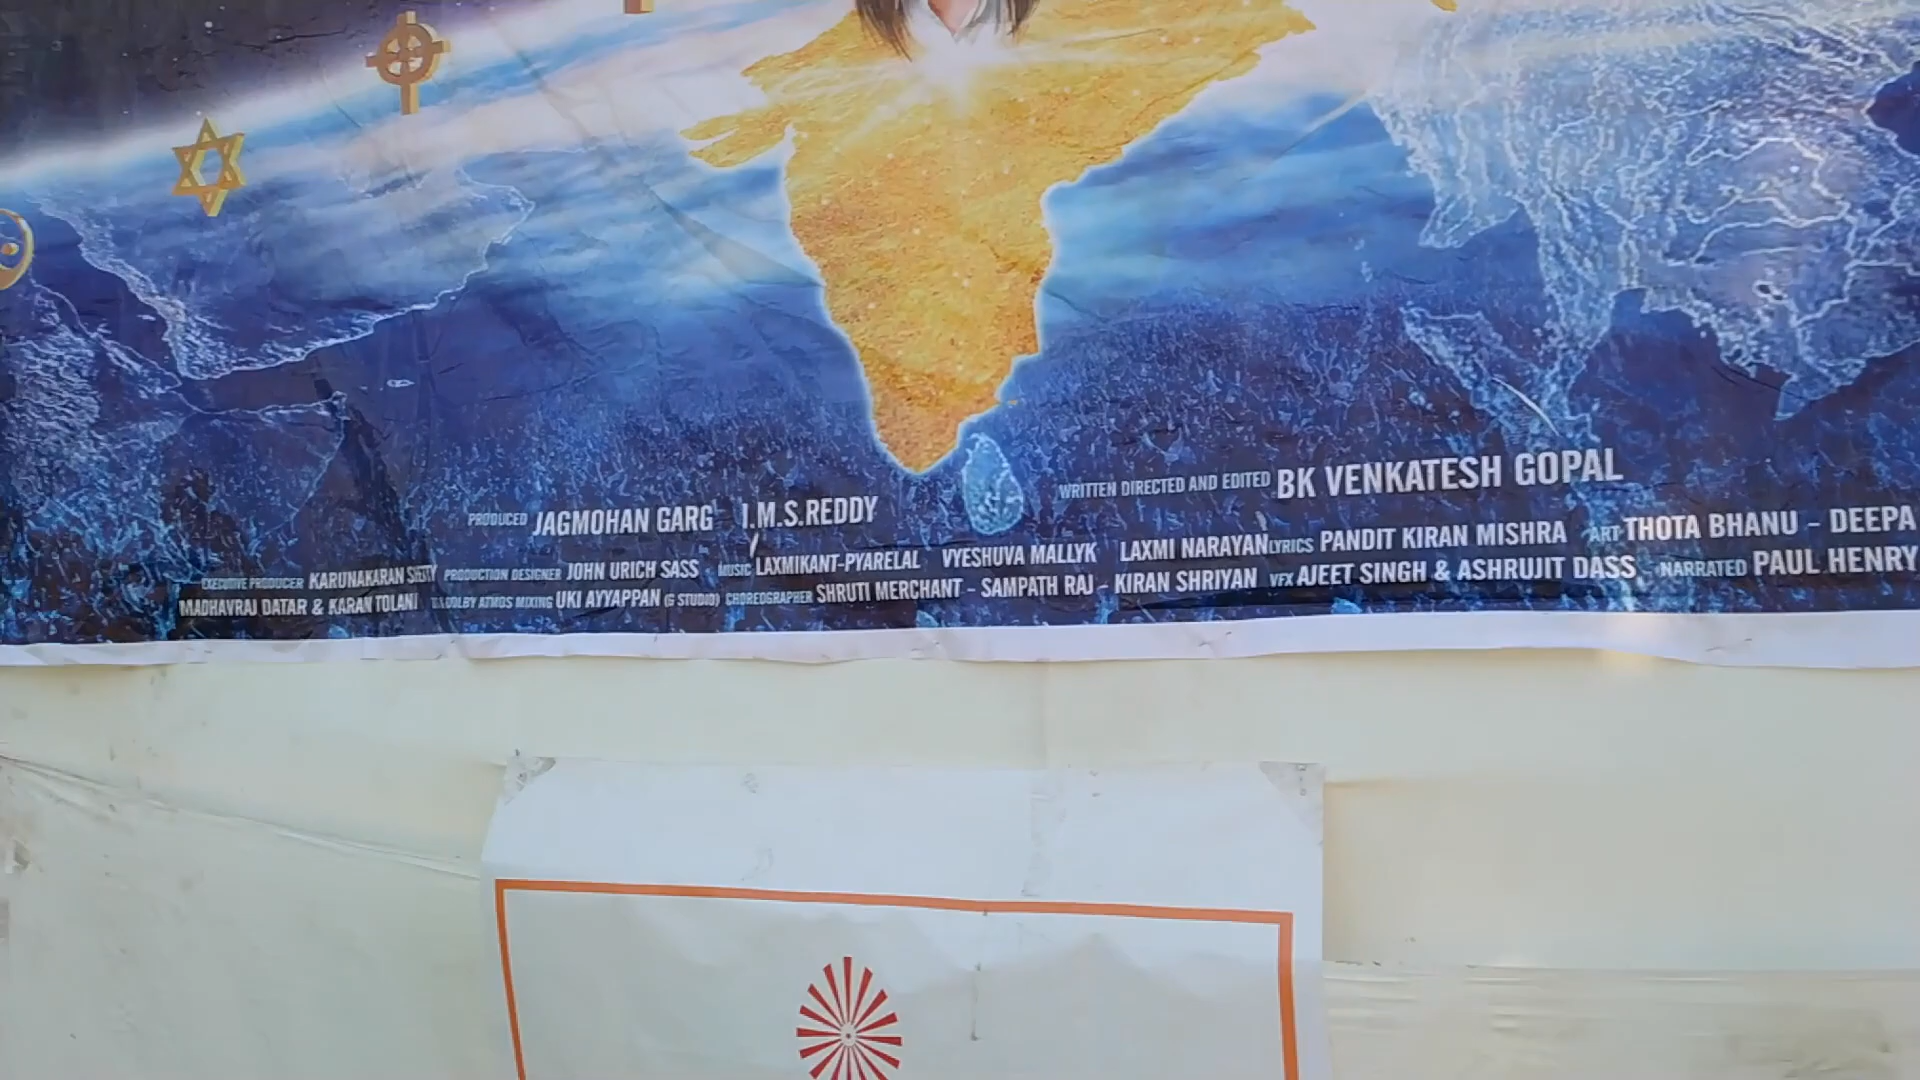 WRITTEN DIRECTED AND EDITED BK VENKATESH GOPAL
PRODUCED JAGMOHAN GARG I.M.S.REDDY
EXECUTIVE PRODUCER KARUNAKARAN SHETTY PRODUCTION DESIGNER JOHN URICH SASS MUSIC LAXMIKANT-PYARELAL VYESHUVA MALLYK LAXMI NARAYAN LYRICS PANDIT KIRAN MISHRA ART THOTA BHANU - DEEPA
MADHAVRAJ DATAR & KARAN TOLANI DOLBY ATMOS MIXING UKI AYYAPPAN (G STUDIO) CHOREOGRAPHER SHRUTI MERCHANT - SAMPATH RAJ - KIRAN SHRIYAN VFX AJEET SINGH & ASHRUJIT DASS NARRATED PAUL HENRY